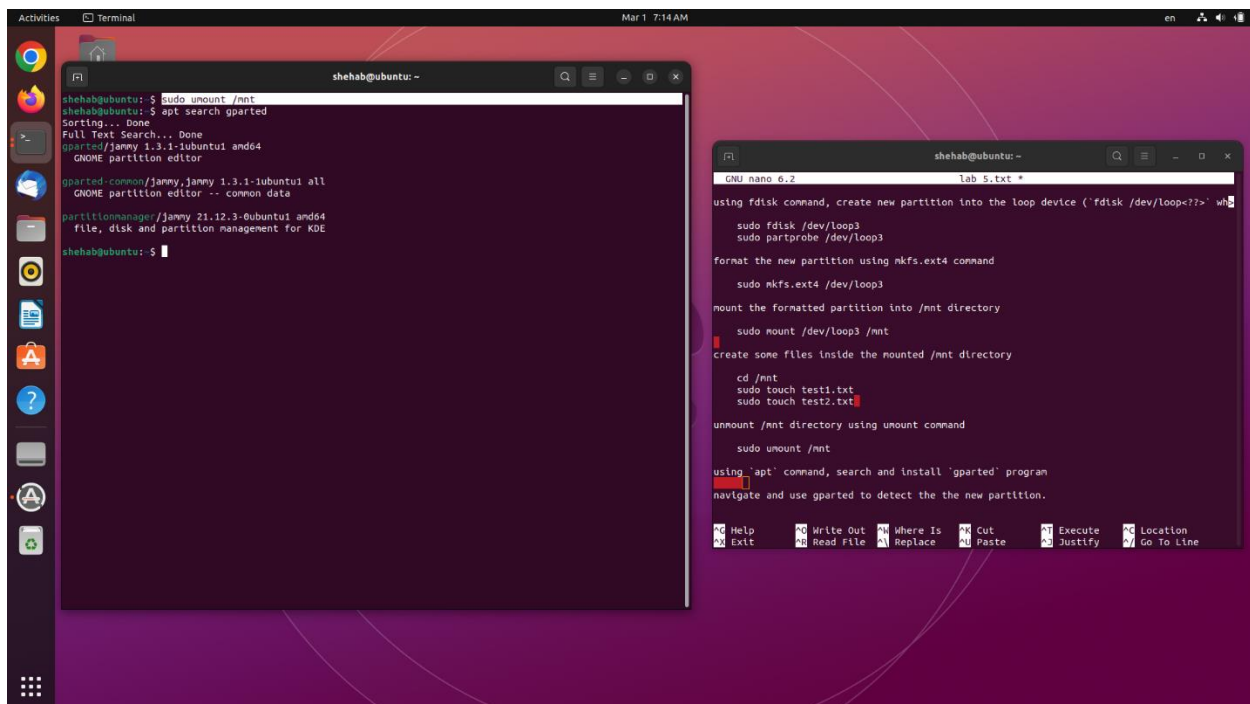 Activities Terminal Mar 1 7:14 AM en
shehab@ubuntu: ~
shehab@ubuntu:~$ sudo umount /mnt
shehab@ubuntu:~$ apt search gparted
Sorting... Done
Full Text Search... Done
gparted/jammy 1.3.1-1ubuntu1 amd64
  GNOME partition editor
gparted-common/jammy,jammy 1.3.1-1ubuntu1 all
  GNOME partition editor -- common data
partitionmanager/jammy 21.12.3-0ubuntu1 amd64
  file, disk and partition management for KDE
shehab@ubuntu:~$
shehab@ubuntu: ~
GNU nano 6.2 lab 5.txt *
using fdisk command, create new partition into the loop device (`fdisk /dev/loop<??>` wh>
    sudo fdisk /dev/loop3
    sudo partprobe /dev/loop3
format the new partition using mkfs.ext4 command
    sudo mkfs.ext4 /dev/loop3
mount the formatted partition into /mnt directory
    sudo mount /dev/loop3 /mnt
create some files inside the mounted /mnt directory
    cd /mnt
    sudo touch test1.txt
    sudo touch test2.txt
unmount /mnt directory using umount command
    sudo umount /mnt
using `apt` command, search and install `gparted` program
navigate and use gparted to detect the the new partition.
^G Help ^O Write Out ^W Where Is ^K Cut ^T Execute ^C Location
^X Exit ^R Read File ^\ Replace ^U Paste ^J Justify ^/ Go To Line